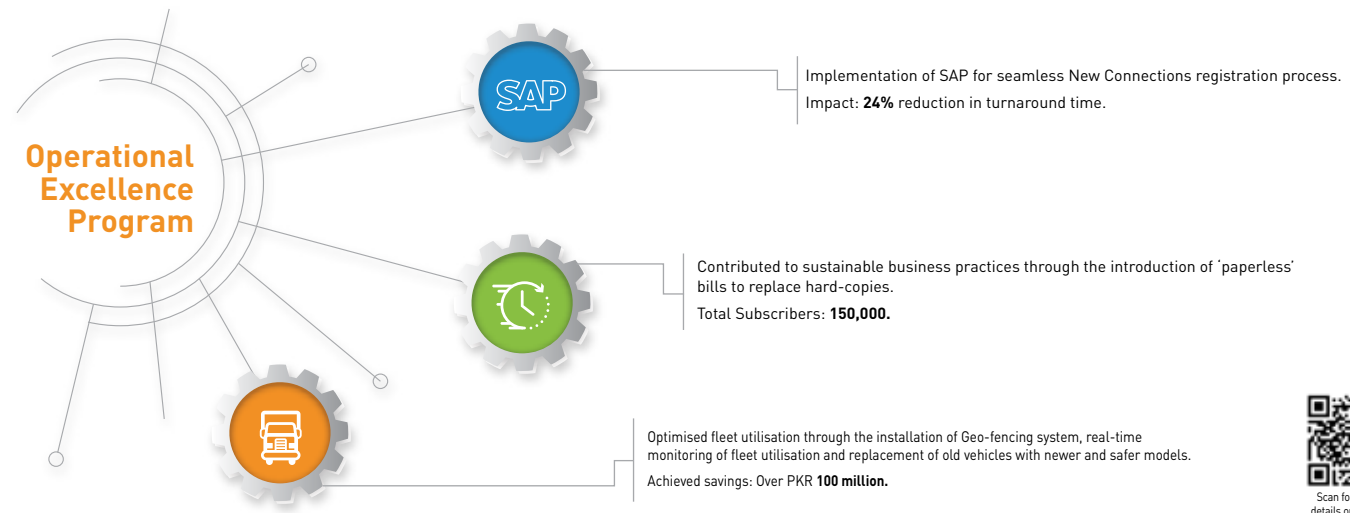 Operational
Excellence
Program
SAP
Implementation of SAP for seamless New Connections registration process.
Impact: 24% reduction in turnaround time.
Contributed to sustainable business practices through the introduction of 'paperless'
bills to replace hard-copies.
Total Subscribers: 150,000.
Optimised fleet utilisation through the installation of Geo-fencing system, real-time
monitoring of fleet utilisation and replacement of old vehicles with newer and safer models.
Achieved savings: Over PKR 100 million.
Scan
details